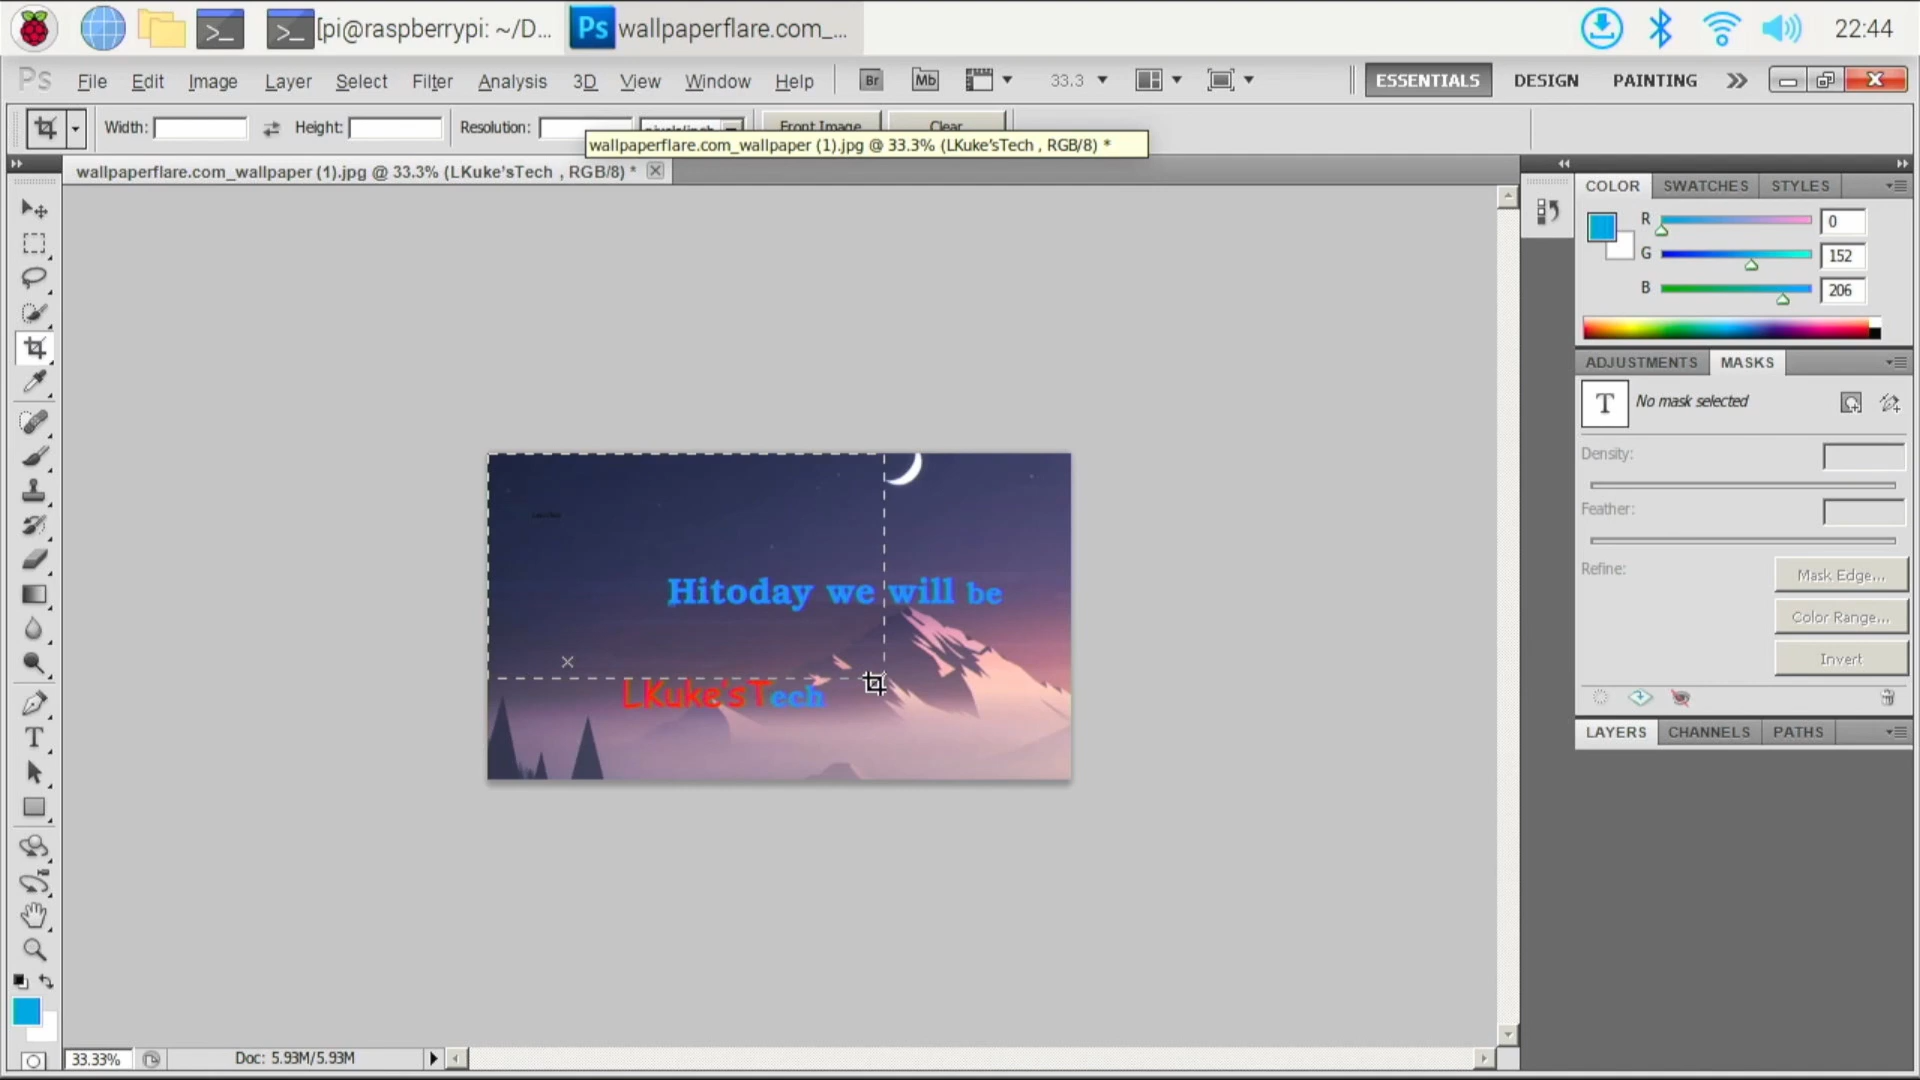 [pi@raspberrypi: ~/D...
Ps
wallpaperflare.com_...
22:44
Ps
File
Edit
Image
Layer
Select
Filter
Analysis
3D
View
Window
Help
Br
Mb
33.3
ESSENTIALS
DESIGN
PAINTING
Width:
Height:
Resolution:
pixels/inch
Front Image
Clear
wallpaperflare.com_wallpaper (1).jpg @ 33.3% (LKuke'sTech , RGB/8) *
wallpaperflare.com_wallpaper (1).jpg @ 33.3% (LKuke'sTech , RGB/8) *
COLOR
SWATCHES
STYLES
R
0
G
152
B
206
ADJUSTMENTS
MASKS
T
No mask selected
Density:
Feather:
Refine:
Mask Edge...
Color Range...
Invert
LAYERS
CHANNELS
PATHS
Hitoday we will be
LKuke'sTech
T
33.33%
Doc: 5.93M/5.93M